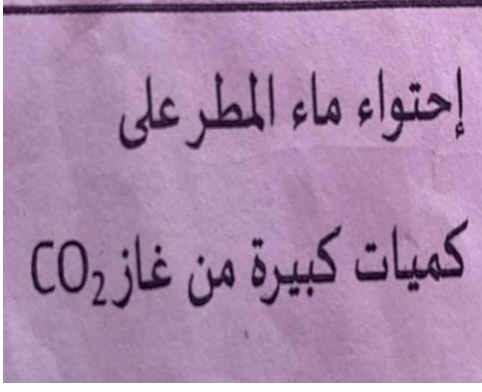 إحتواء ماء المطر على
كميات كبيرة من غاز CO₂